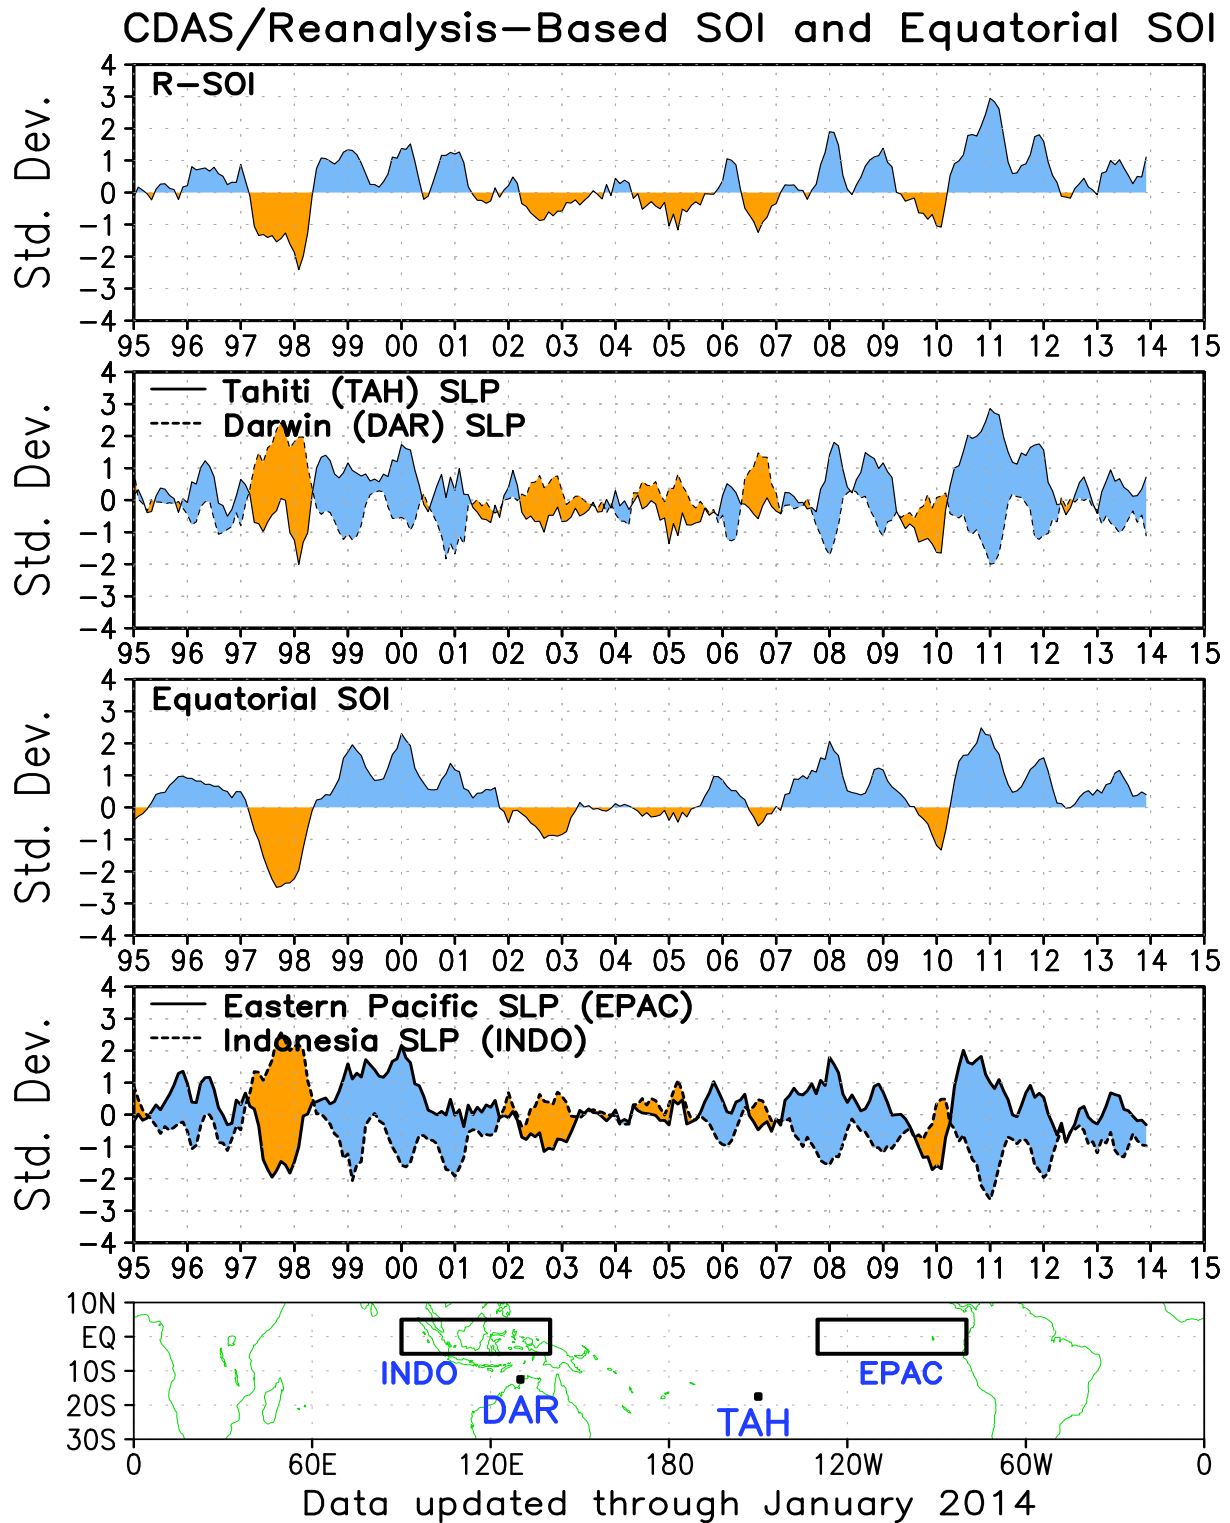 CDAS/Reanalysis-Based SOI and Equatorial SOI
R-SOI
Std. Dev.
4
3
2
1
0
-1
-2
-3
-4
95 96 97 98 99 00 01 02 03 04 05 06 07 08 09 10 11 12 13 14 15
Tahiti (TAH) SLP
Darwin (DAR) SLP
Std. Dev.
4
3
2
1
0
-1
-2
-3
-4
95 96 97 98 99 00 01 02 03 04 05 06 07 08 09 10 11 12 13 14 15
Equatorial SOI
Std. Dev.
4
3
2
1
0
-1
-2
-3
-4
95 96 97 98 99 00 01 02 03 04 05 06 07 08 09 10 11 12 13 14 15
Eastern Pacific SLP (EPAC)
Indonesia SLP (INDO)
Std. Dev.
4
3
2
1
0
-1
-2
-3
-4
95 96 97 98 99 00 01 02 03 04 05 06 07 08 09 10 11 12 13 14 15
10N
EQ
10S
20S
30S
INDO
EPAC
DAR
TAH
0 60E 120E 180 120W 60W 0
Data updated through January 2014